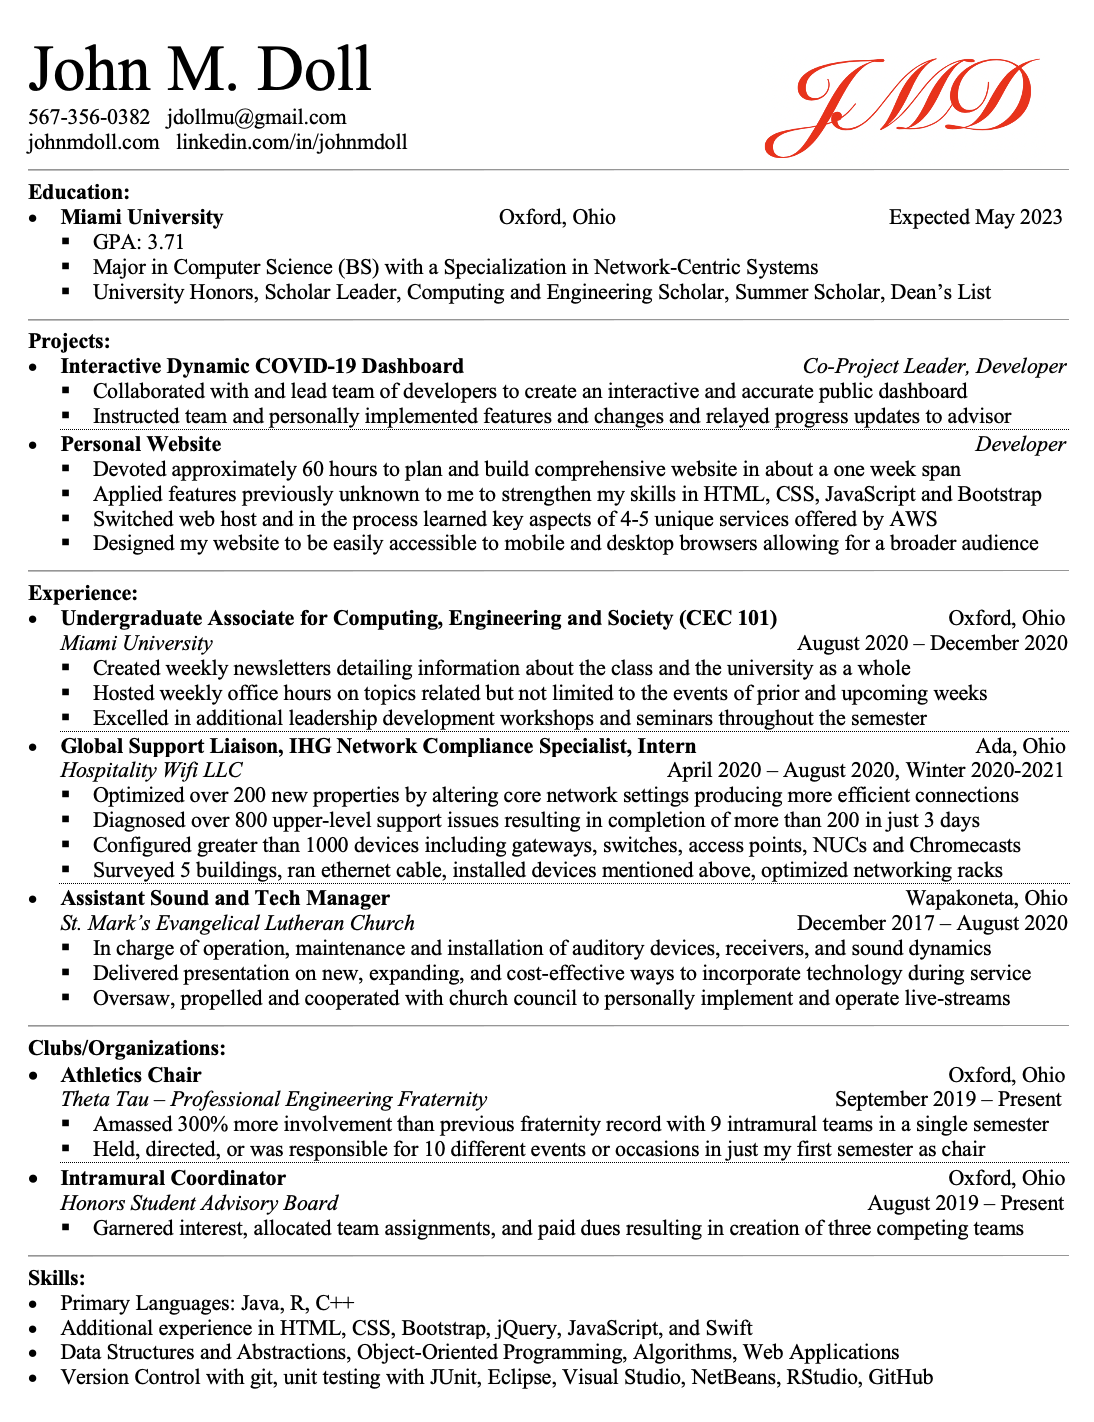 John M. Doll
JMD
567-356-0382 jdollmu@gmail.com
johnmdoll.com linkedin.com/in/johnmdoll
Education:
• Miami University Oxford, Ohio Expected May 2023
▪ GPA: 3.71
▪ Major in Computer Science (BS) with a Specialization in Network-Centric Systems
▪ University Honors, Scholar Leader, Computing and Engineering Scholar, Summer Scholar, Dean’s List
Projects:
• Interactive Dynamic COVID-19 Dashboard Co-Project Leader, Developer
▪ Collaborated with and lead team of developers to create an interactive and accurate public dashboard
▪ Instructed team and personally implemented features and changes and relayed progress updates to advisor
• Personal Website Developer
▪ Devoted approximately 60 hours to plan and build comprehensive website in about a one week span
▪ Applied features previously unknown to me to strengthen my skills in HTML, CSS, JavaScript and Bootstrap
▪ Switched web host and in the process learned key aspects of 4-5 unique services offered by AWS
▪ Designed my website to be easily accessible to mobile and desktop browsers allowing for a broader audience
Experience:
• Undergraduate Associate for Computing, Engineering and Society (CEC 101) Oxford, Ohio
Miami University August 2020 – December 2020
▪ Created weekly newsletters detailing information about the class and the university as a whole
▪ Hosted weekly office hours on topics related but not limited to the events of prior and upcoming weeks
▪ Excelled in additional leadership development workshops and seminars throughout the semester
• Global Support Liaison, IHG Network Compliance Specialist, Intern Ada, Ohio
Hospitality Wifi LLC April 2020 – August 2020, Winter 2020-2021
▪ Optimized over 200 new properties by altering core network settings producing more efficient connections
▪ Diagnosed over 800 upper-level support issues resulting in completion of more than 200 in just 3 days
▪ Configured greater than 1000 devices including gateways, switches, access points, NUCs and Chromecasts
▪ Surveyed 5 buildings, ran ethernet cable, installed devices mentioned above, optimized networking racks
• Assistant Sound and Tech Manager Wapakoneta, Ohio
St. Mark’s Evangelical Lutheran Church December 2017 – August 2020
▪ In charge of operation, maintenance and installation of auditory devices, receivers, and sound dynamics
▪ Delivered presentation on new, expanding, and cost-effective ways to incorporate technology during service
▪ Oversaw, propelled and cooperated with church council to personally implement and operate live-streams
Clubs/Organizations:
• Athletics Chair Oxford, Ohio
Theta Tau – Professional Engineering Fraternity September 2019 – Present
▪ Amassed 300% more involvement than previous fraternity record with 9 intramural teams in a single semester
▪ Held, directed, or was responsible for 10 different events or occasions in just my first semester as chair
• Intramural Coordinator Oxford, Ohio
Honors Student Advisory Board August 2019 – Present
▪ Garnered interest, allocated team assignments, and paid dues resulting in creation of three competing teams
Skills:
• Primary Languages: Java, R, C++
• Additional experience in HTML, CSS, Bootstrap, jQuery, JavaScript, and Swift
• Data Structures and Abstractions, Object-Oriented Programming, Algorithms, Web Applications
• Version Control with git, unit testing with JUnit, Eclipse, Visual Studio, NetBeans, RStudio, GitHub